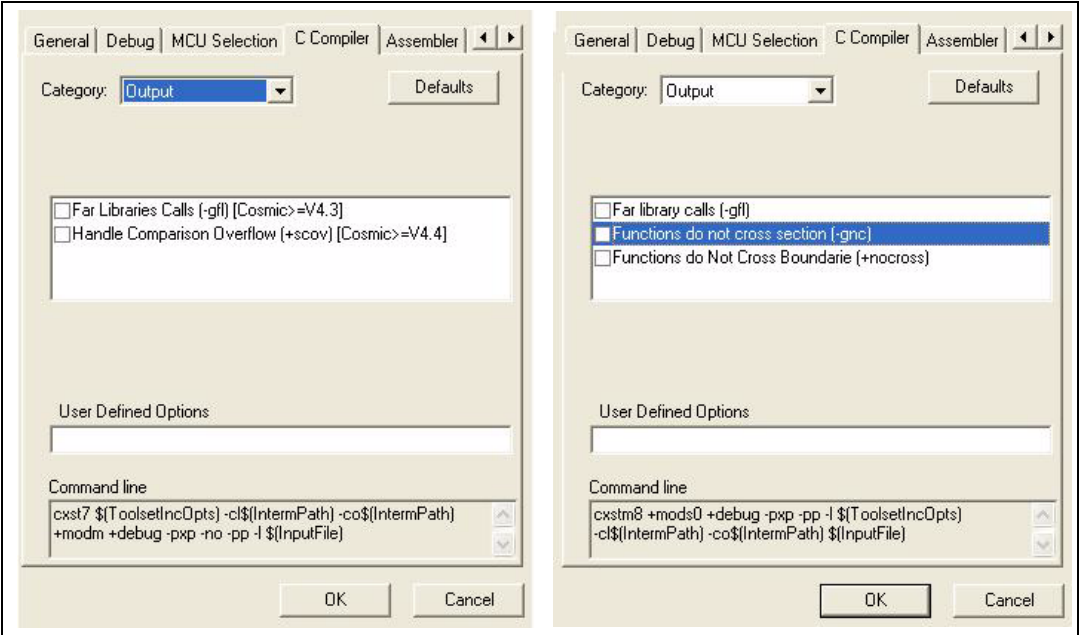 General Debug MCU Selection C Compiler Assembler
Category: Output Defaults
Far Libraries Calls (-gfl) [Cosmic>=V4.3]
Handle Comparison Overflow (+scov) [Cosmic>=V4.4]
User Defined Options
Command line
cxst7 $(ToolsetIncOpts) -cl$(IntermPath) -co$(IntermPath)
+modm +debug -pxp -no -pp -l $(InputFile)
OK Cancel
General Debug MCU Selection C Compiler Assembler
Category: Output Defaults
Far library calls (-gfl)
Functions do not cross section (-gnc)
Functions do Not Cross Boundarie (+nocross)
User Defined Options
Command line
cxstm8 +mods0 +debug -pxp -pp -l $(ToolsetIncOpts)
-cl$(IntermPath) -co$(IntermPath) $(InputFile)
OK Cancel